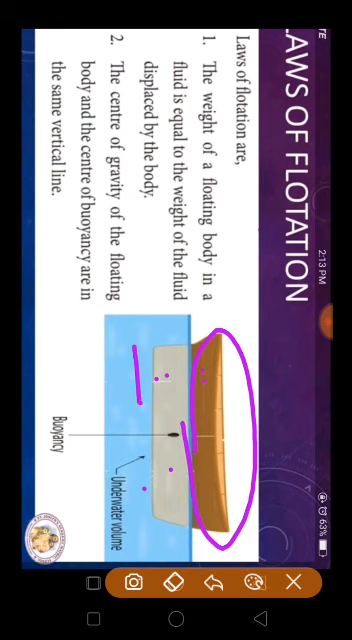 TE
2:13 PM
63%
LAWS OF FLOTATION
Laws of flotation are,
1. The weight of a floating body in a
fluid is equal to the weight of the fluid
displaced by the body.
2. The centre of gravity of the floating
body and the centre of buoyancy are in
the same vertical line.
Underwater volume
Buoyancy